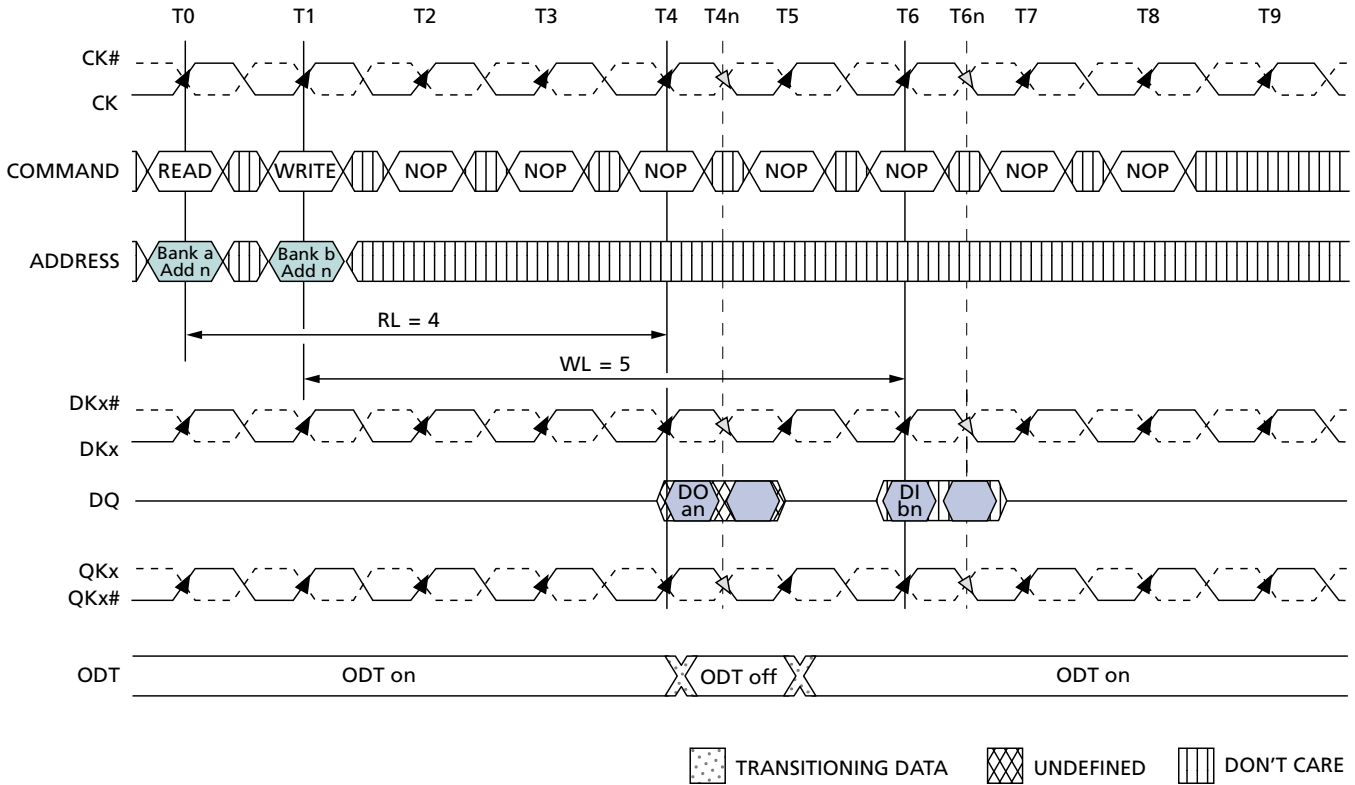 T0 T1 T2 T3 T4 T4n T5 T6 T6n T7 T8 T9
CK#
CK
COMMAND READ WRITE NOP NOP NOP NOP NOP NOP NOP
ADDRESS Bank a Add n Bank b Add n
RL = 4
WL = 5
DKx#
DKx
DQ DO an DI bn
QKx
QKx#
ODT ODT on ODT off ODT on
TRANSITIONING DATA UNDEFINED DON'T CARE